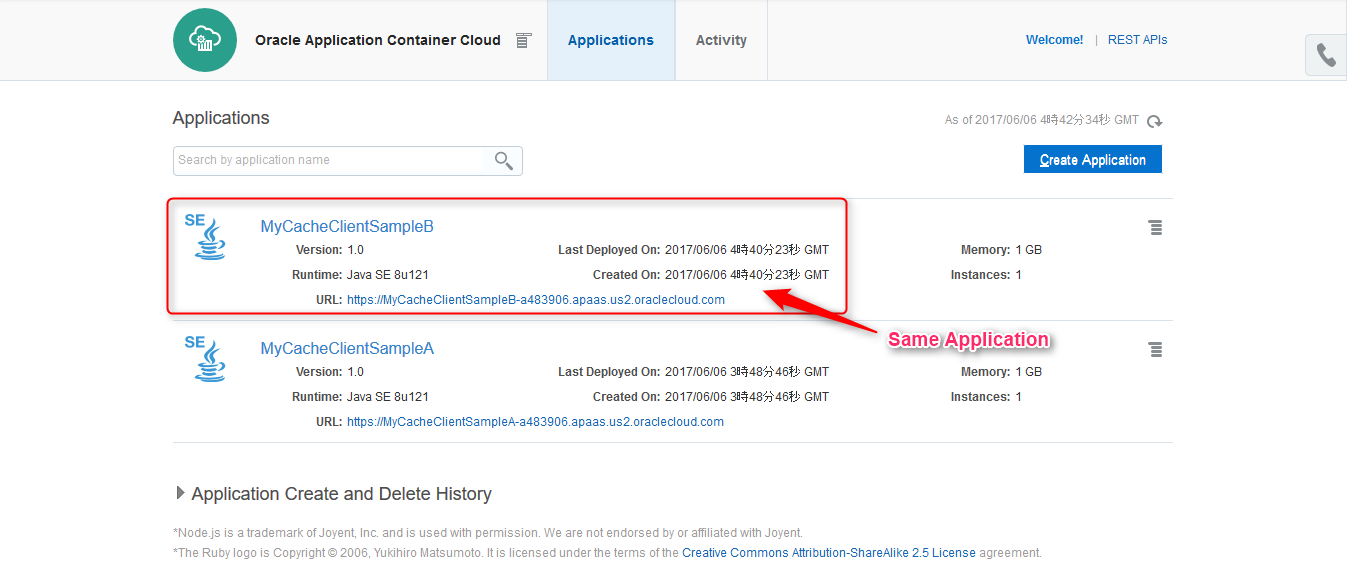 Oracle Application Container Cloud
Applications
Activity
Welcome! | REST APIs
Applications
As of 2017/06/06 4時42分34秒 GMT
Search by application name
Create Application
SE
MyCacheClientSampleB
Version: 1.0
Last Deployed On: 2017/06/06 4時40分23秒 GMT
Memory: 1 GB
Runtime: Java SE 8u121
Created On: 2017/06/06 4時40分23秒 GMT
Instances: 1
URL: https://MyCacheClientSampleB-a483906.apaas.us2.oraclecloud.com
Same Application
SE
MyCacheClientSampleA
Version: 1.0
Last Deployed On: 2017/06/06 3時48分46秒 GMT
Memory: 1 GB
Runtime: Java SE 8u121
Created On: 2017/06/06 3時48分46秒 GMT
Instances: 1
URL: https://MyCacheClientSampleA-a483906.apaas.us2.oraclecloud.com
Application Create and Delete History
*Node.js is a trademark of Joyent, Inc. and is used with permission. We are not endorsed by or affiliated with Joyent.
*The Ruby logo is Copyright © 2006, Yukihiro Matsumoto. It is licensed under the terms of the Creative Commons Attribution-ShareAlike 2.5 License agreement.